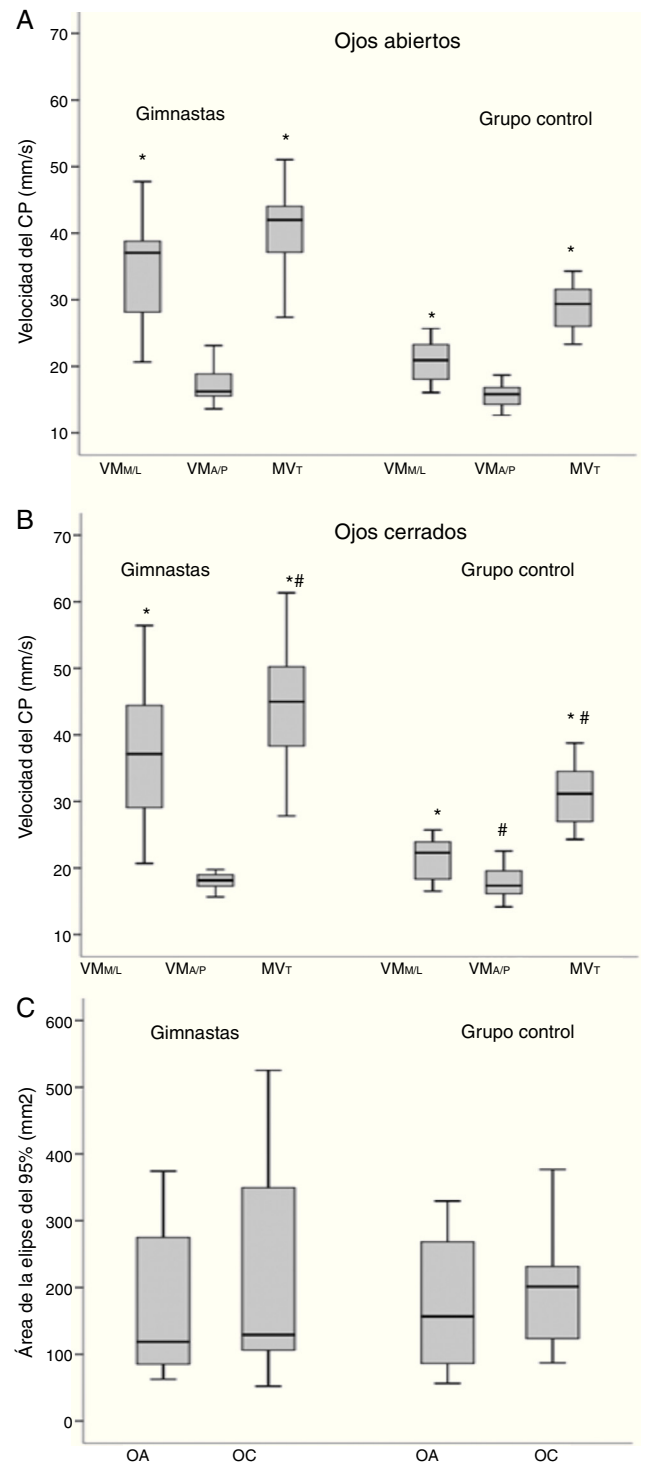 A
Ojos abiertos
Gimnastas
Grupo control
Velocidad del CP (mm/s)
70
60
50
40
30
20
10
*
*
*
*
VMM/L
VMA/P
MVT
VMM/L
VMA/P
MVT
B
Ojos cerrados
Gimnastas
Grupo control
Velocidad del CP (mm/s)
70
60
50
40
30
20
10
*
*#
*
#
* #
VMM/L
VMA/P
MVT
VMM/L
VMA/P
MVT
C
Gimnastas
Grupo control
Área de la elipse del 95% (mm2)
600
500
400
300
200
100
0
OA
OC
OA
OC